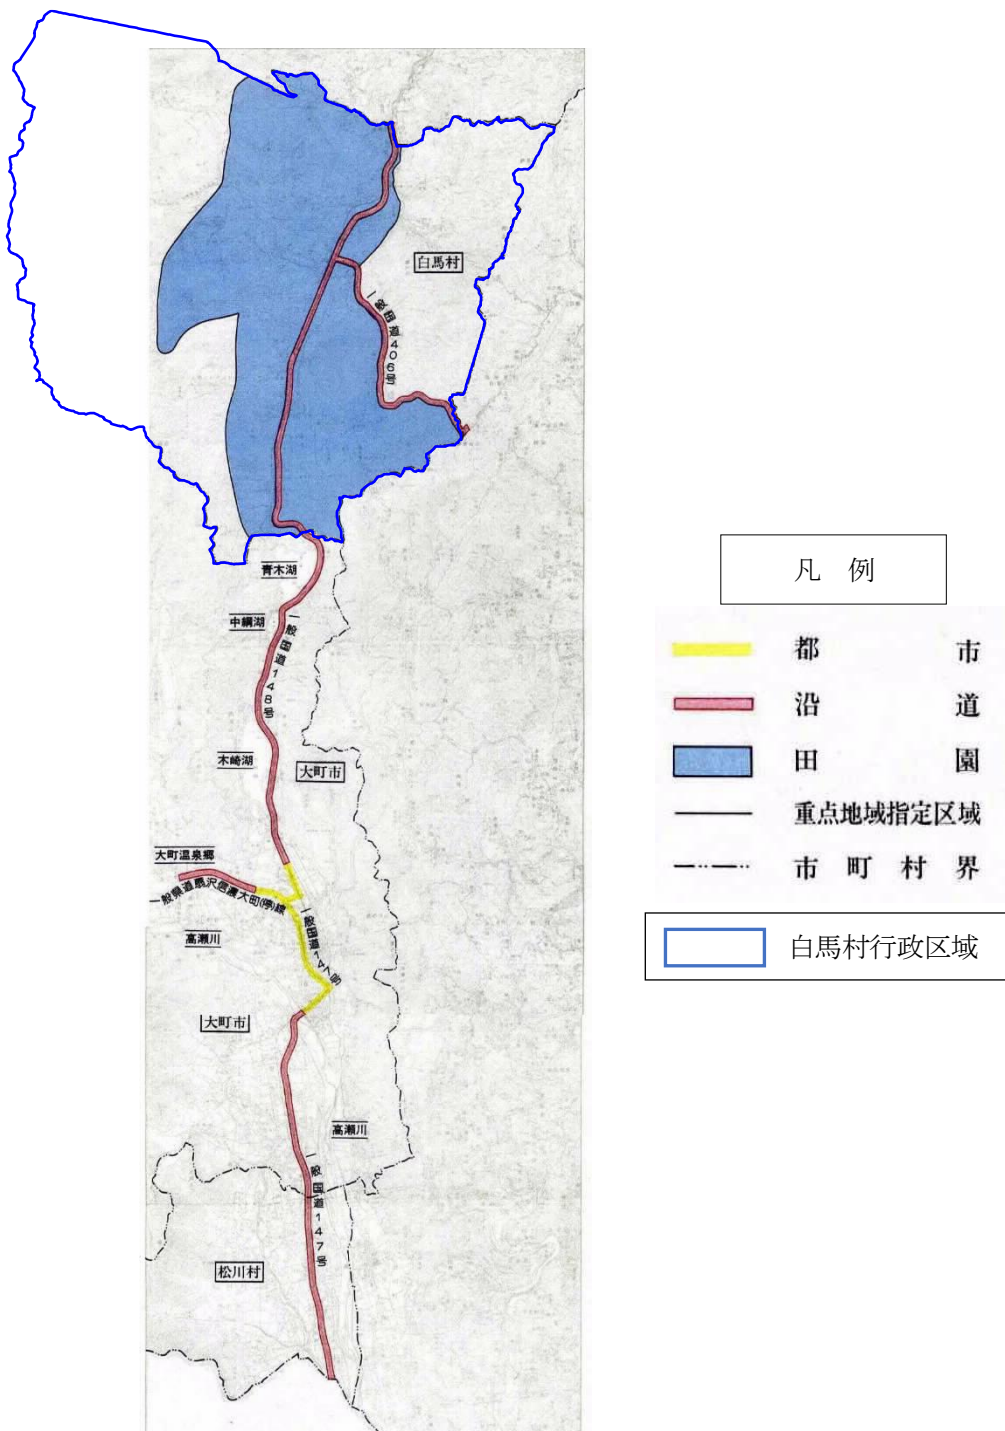 白馬村
一般国道406号
青木湖
中綱湖
一般国道148号
木崎湖
大町市
大町温泉郷
一般県道扇沢信濃大町(停)線
一般国道147号
高瀬川
大町市
高瀬川
一般国道147号
松川村
凡 例
都 市
沿 道
田 園
重点地域指定区域
市 町 村 界
白馬村行政区域